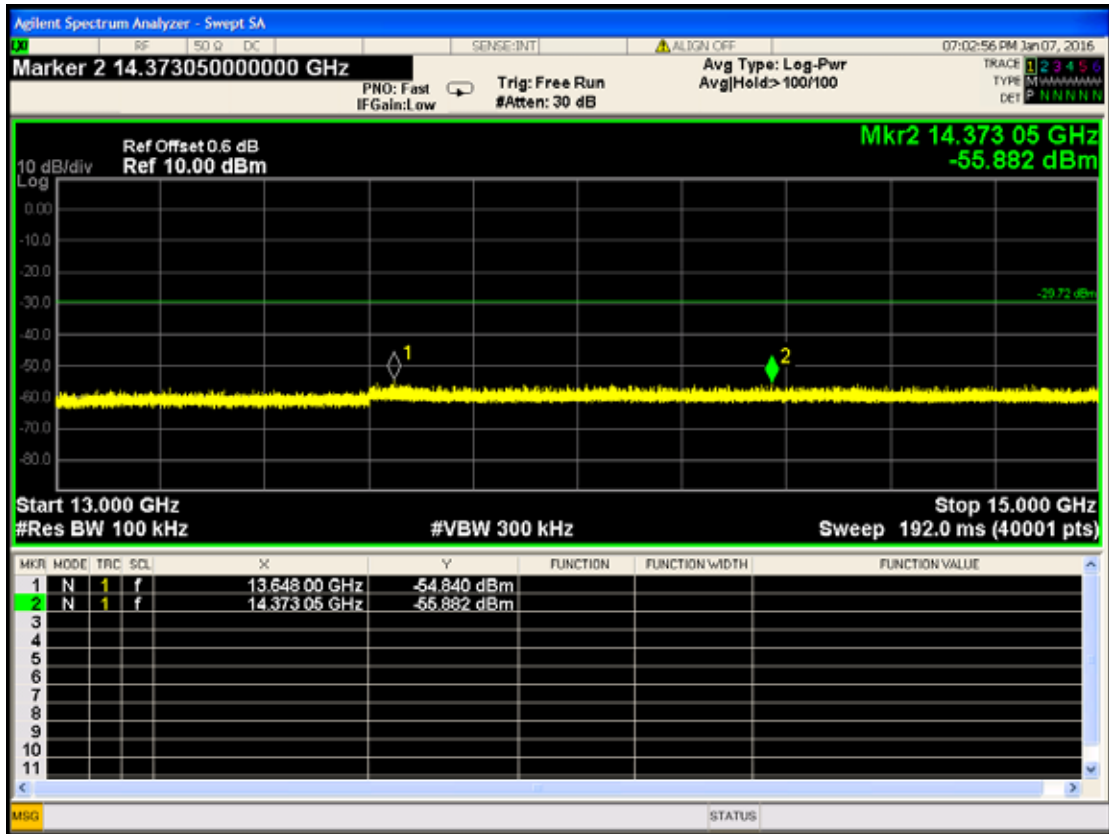 Agilent Spectrum Analyzer - Swept SA
LXI RF 50 Ω DC SENSE:INT ALIGN OFF 07:02:56 PM Jan 07, 2016
Marker 2 14.373050000000 GHz
PNO: Fast
IFGain:Low
Trig: Free Run
#Atten: 30 dB
Avg Type: Log-Pwr
Avg|Hold:>100/100
TRACE 1 2 3 4 5 6
TYPE M
DET P N N N N N
Mkr2 14.373 05 GHz
-55.882 dBm
Ref Offset 0.6 dB
10 dB/div Ref 10.00 dBm
Log
0.00
-10.0
-20.0
-29.72 dBm
-30.0
-40.0
1
2
-50.0
-60.0
-70.0
-80.0
Start 13.000 GHz Stop 15.000 GHz
#Res BW 100 kHz #VBW 300 kHz Sweep 192.0 ms (40001 pts)
MKR MODE TRC SCL X Y FUNCTION FUNCTION WIDTH FUNCTION VALUE
1 N 1 f 13.648 00 GHz -54.840 dBm
2 N 1 f 14.373 05 GHz -55.882 dBm
3
4
5
6
7
8
9
10
11
MSG STATUS